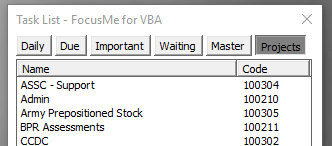 Task List - FocusMe for VBA
Daily Due Important Waiting Master Projects
Name Code
ASSC - Support 100304
Admin 100210
Army Prepositioned Stock 100305
BPR Assessments 100211
CCDC 100302